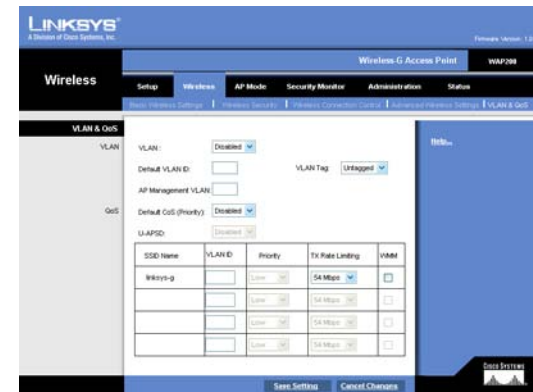 LINKSYS®
A Division of Cisco Systems, Inc.
Firmware Version: 1.0
Wireless-G Access Point WAP200
Wireless
Setup Wireless AP Mode Security Monitor Administration Status
Basic Wireless Settings | Wireless Security | Wireless Connection Control | Advanced Wireless Settings | VLAN & QoS
VLAN & QoS
VLAN
VLAN: Disabled
Help...
Default VLAN ID: VLAN Tag: Untagged
AP Management VLAN:
QoS
Default CoS (Priority): Disabled
U-APSD: Disabled
SSID Name VLAN ID Priority TX Rate Limiting WMM
linksys-g Low 54 Mbps
Low 54 Mbps
Low 54 Mbps
Low 54 Mbps
Save Setting Cancel Changes
CISCO SYSTEMS